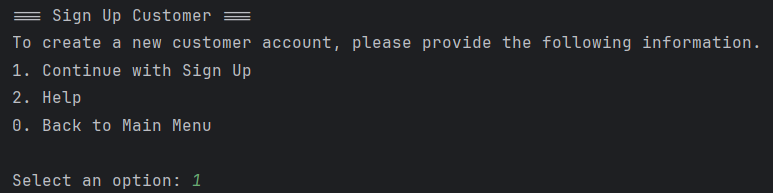 === Sign Up Customer ===
To create a new customer account, please provide the following information.
1. Continue with Sign Up
2. Help
0. Back to Main Menu
Select an option: 1